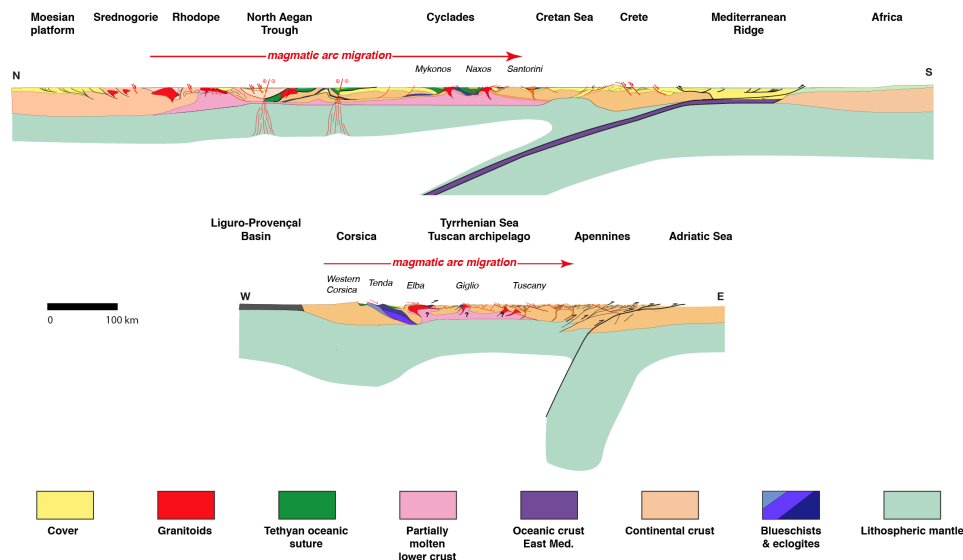 Moesian
platform
Srednogorie
Rhodope
North Aegan
Trough
Cyclades
Cretan Sea
Crete
Mediterranean
Ridge
Africa
magmatic arc migration
Mykonos
Naxos
Santorini
N
S
Liguro-Provençal
Basin
Corsica
Tyrrhenian Sea
Tuscan archipelago
Apennines
Adriatic Sea
magmatic arc migration
Western
Corsica
Tenda
Elba
Giglio
Tuscany
W
E
? ? ?
0 100 km
Cover
Granitoids
Tethyan oceanic
suture
Partially
molten
lower crust
Oceanic crust
East Med.
Continental crust
Blueschists
& eclogites
Lithospheric mantle